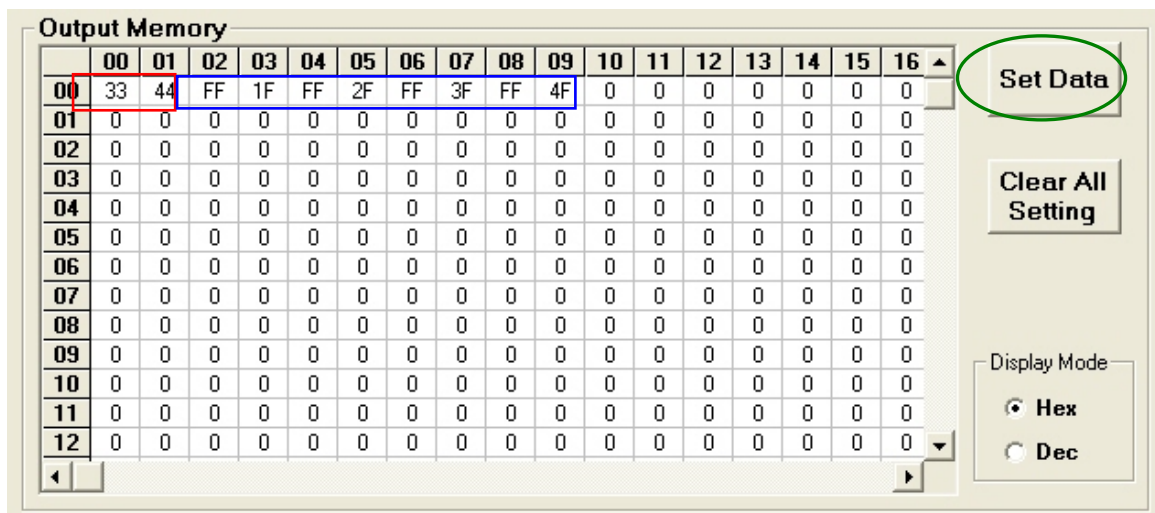 Output Memory
00 01 02 03 04 05 06 07 08 09 10 11 12 13 14 15 16
00 33 44 FF 1F FF 2F FF 3F FF 4F 0 0 0 0 0 0 0
01 0 0 0 0 0 0 0 0 0 0 0 0 0 0 0 0 0
02 0 0 0 0 0 0 0 0 0 0 0 0 0 0 0 0 0
03 0 0 0 0 0 0 0 0 0 0 0 0 0 0 0 0 0
04 0 0 0 0 0 0 0 0 0 0 0 0 0 0 0 0 0
05 0 0 0 0 0 0 0 0 0 0 0 0 0 0 0 0 0
06 0 0 0 0 0 0 0 0 0 0 0 0 0 0 0 0 0
07 0 0 0 0 0 0 0 0 0 0 0 0 0 0 0 0 0
08 0 0 0 0 0 0 0 0 0 0 0 0 0 0 0 0 0
09 0 0 0 0 0 0 0 0 0 0 0 0 0 0 0 0 0
10 0 0 0 0 0 0 0 0 0 0 0 0 0 0 0 0 0
11 0 0 0 0 0 0 0 0 0 0 0 0 0 0 0 0 0
12 0 0 0 0 0 0 0 0 0 0 0 0 0 0 0 0 0
Set Data
Clear All
Setting
Display Mode
Hex
Dec